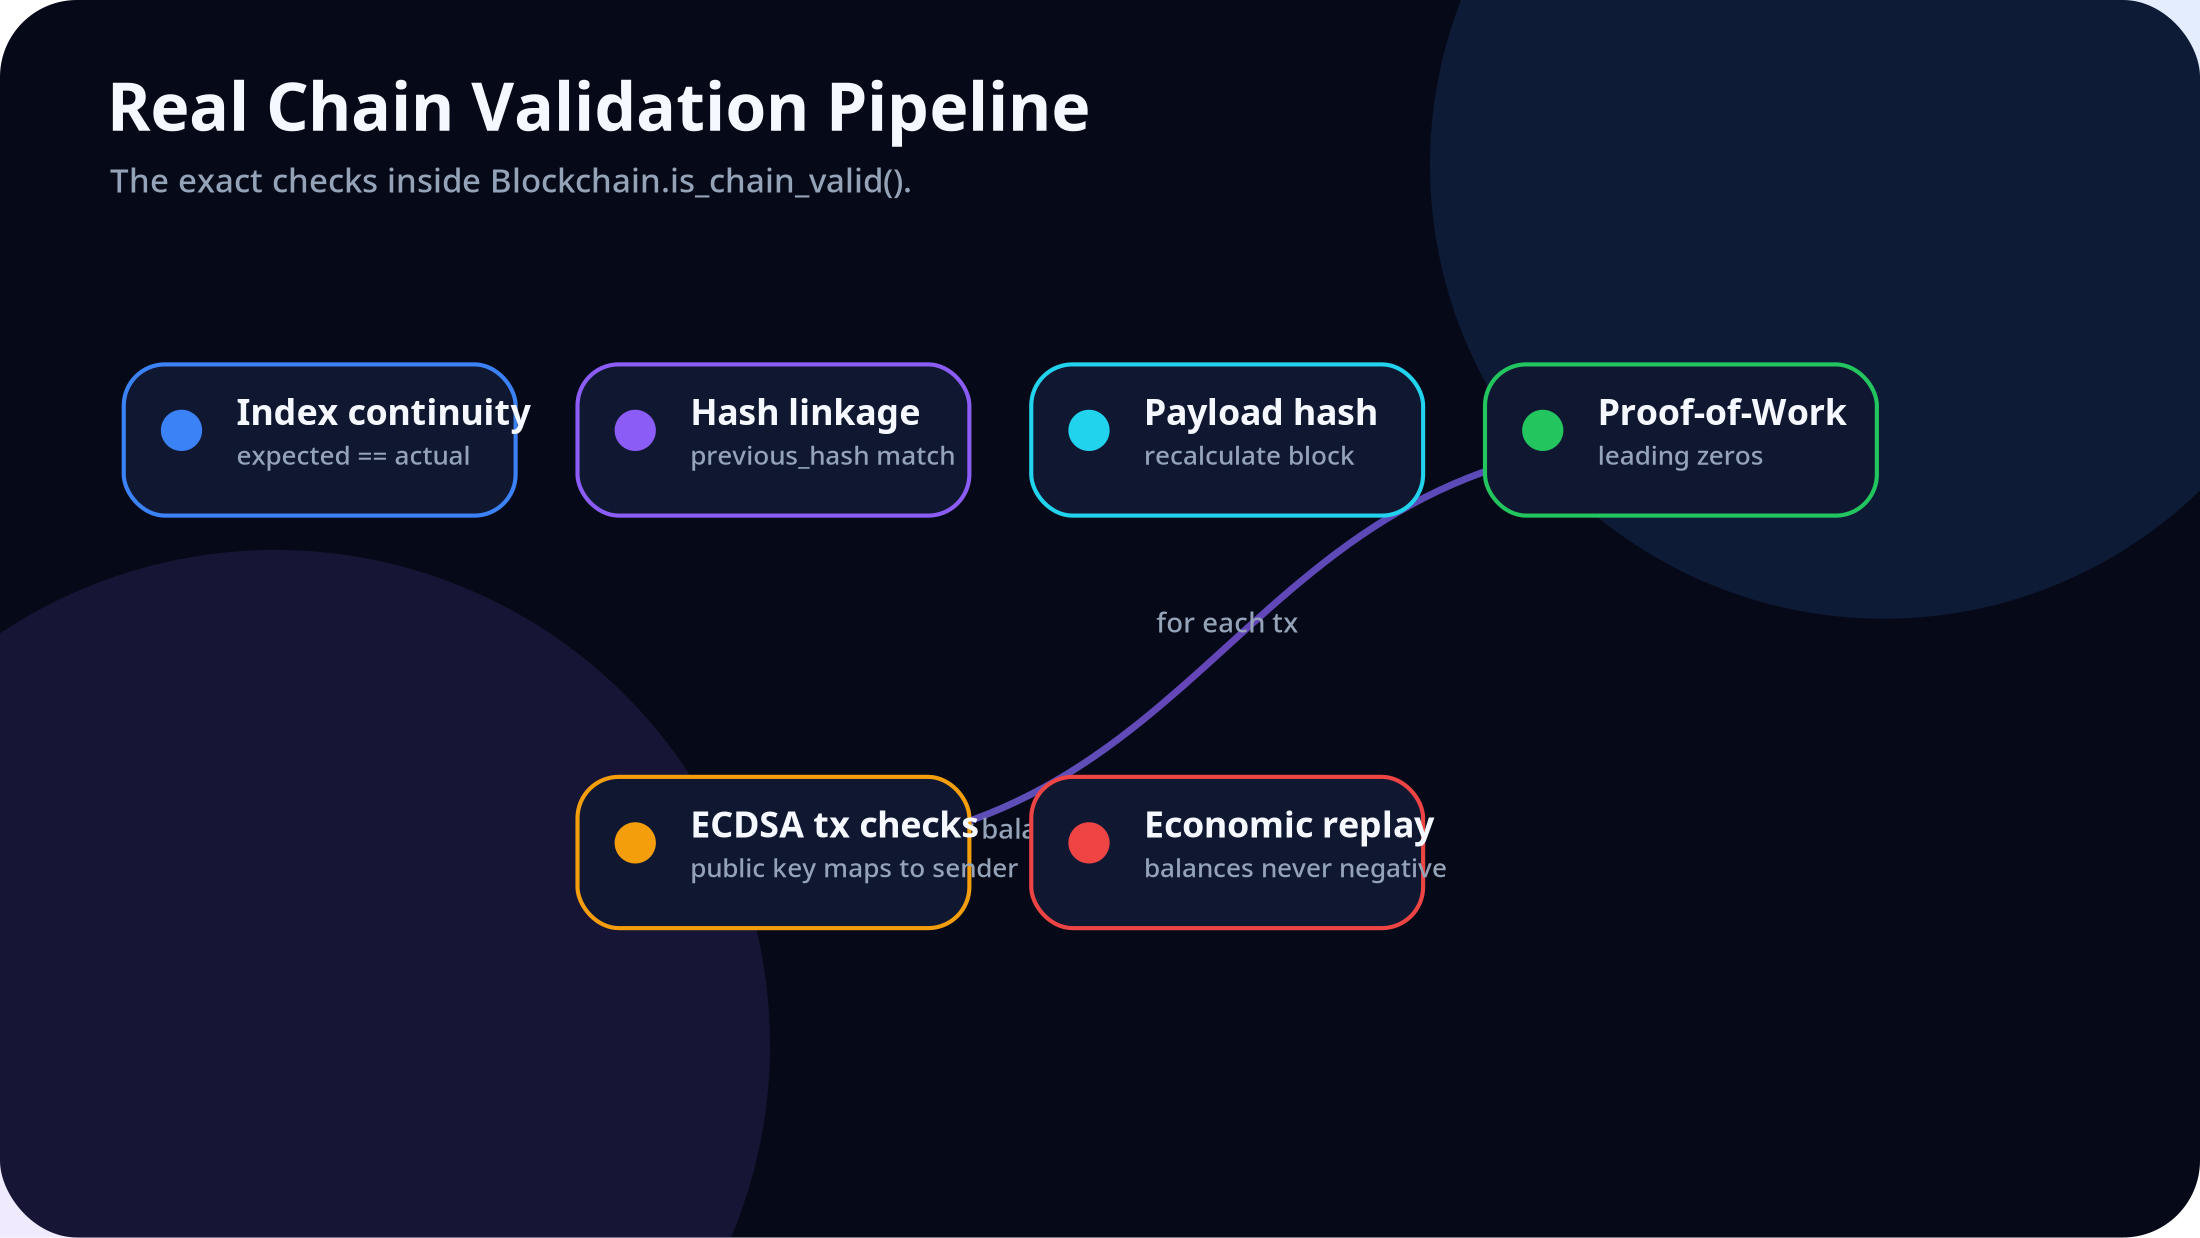 Real Chain Validation Pipeline
The exact checks inside Blockchain.is_chain_valid().
Index continuity
expected == actual
Hash linkage
previous_hash match
Payload hash
recalculate block
Proof-of-Work
leading zeros
for each tx
ECDSA tx checks
public key maps to sender
Economic replay
balances never negative